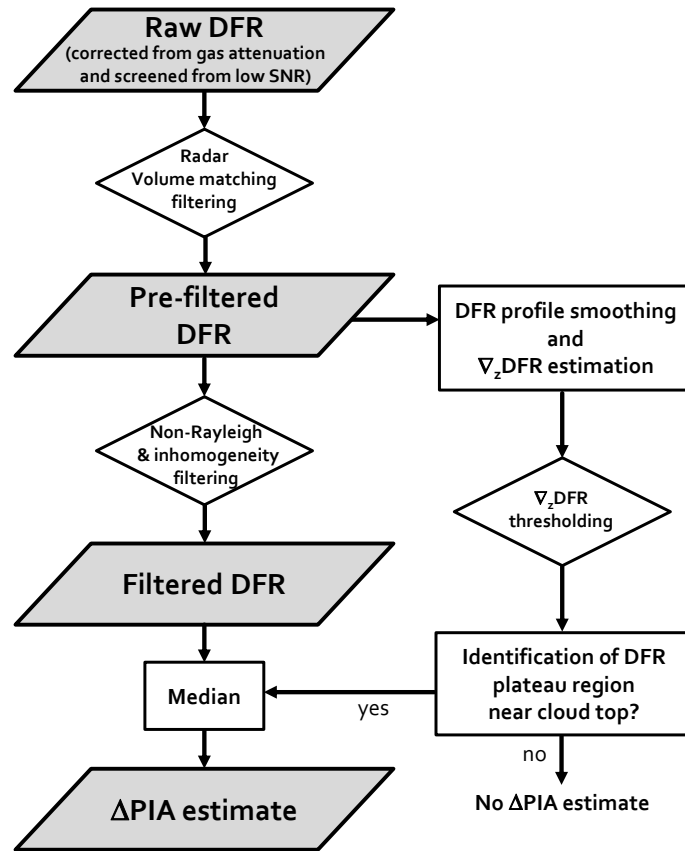 Raw DFR
(corrected from gas attenuation
and screened from low SNR)
Radar
Volume matching
filtering
Pre-filtered
DFR
DFR profile smoothing
and
∇zDFR estimation
Non-Rayleigh
& inhomogeneity
filtering
∇zDFR
thresholding
Filtered DFR
Identification of DFR
plateau region
near cloud top?
Median
yes
no
ΔPIA estimate
No ΔPIA estimate